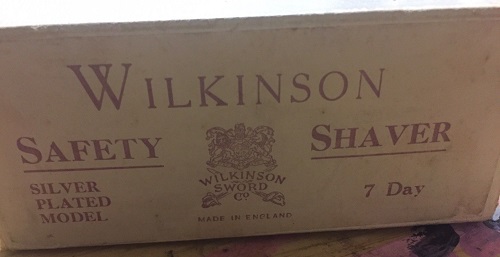 WILKINSON
SAFETY SHAVER
SILVER
PLATED
MODEL
WILKINSON
SWORD
CO
MADE IN ENGLAND
7 Day